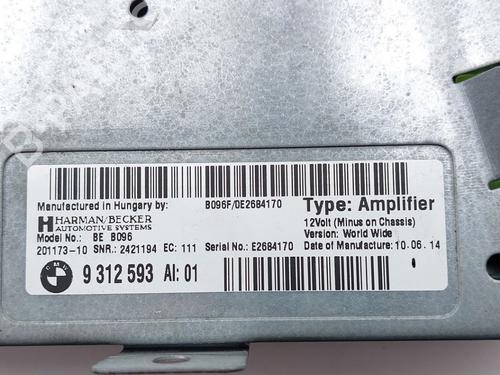 Manufactured in Hungary by:
B096F/0E2684170
Type: Amplifier
HARMAN/BECKER
AUTOMOTIVE SYSTEMS
12Volt (Minus on Chassis)
Model No.: BE B096
Version: World Wide
201173-10 SNR: 2421194 EC: 111 Serial No.: E2684170 Date of Manufacture: 10.06.14
9 312 593 AI: 01